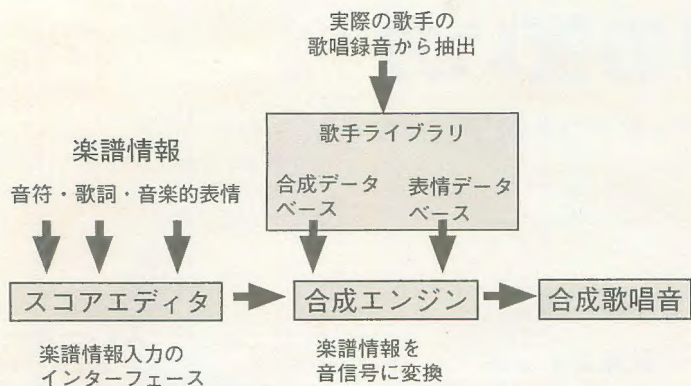 実際の歌手の
歌唱録音から抽出
歌手ライブラリ
楽譜情報
音符・歌詞・音楽的表情
合成データ
ベース
表情データ
ベース
スコアエディタ
合成エンジン
合成歌唱音
楽譜情報入力の
インターフェース
楽譜情報を
音信号に変換